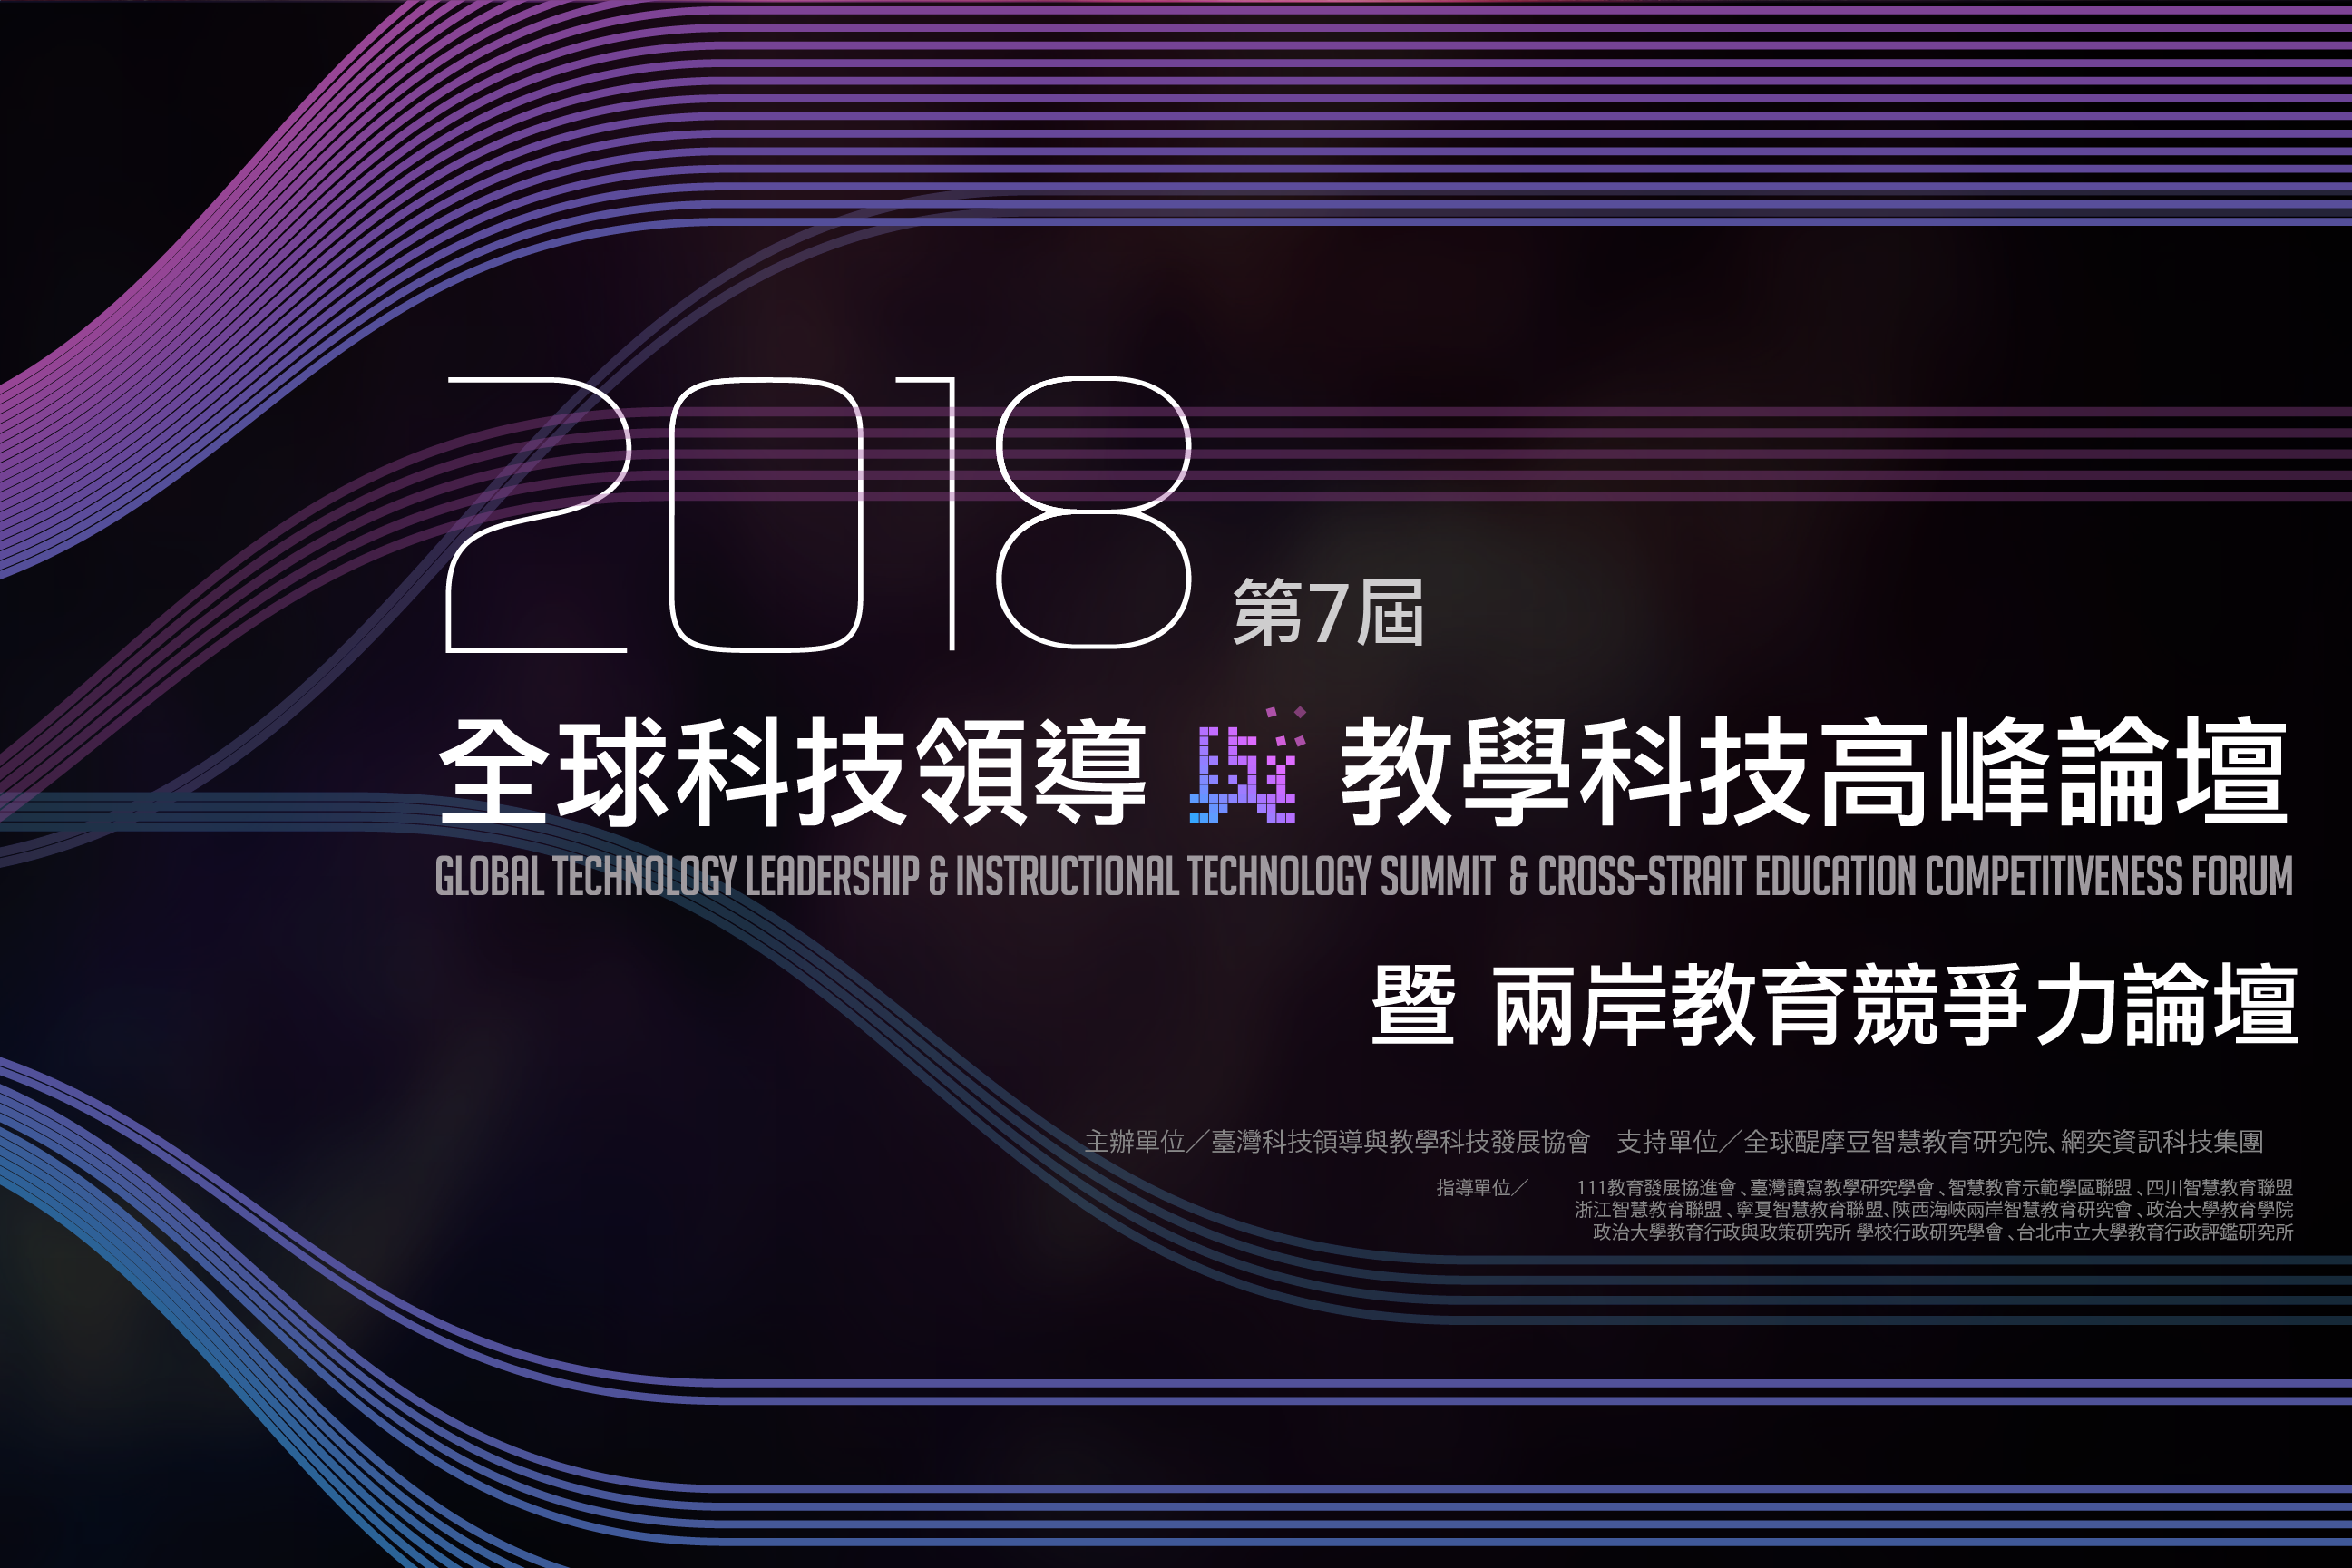 2018 第7屆
全球科技領導與教學科技高峰論壇
GLOBAL TECHNOLOGY LEADERSHIP & INSTRUCTIONAL TECHNOLOGY SUMMIT & CROSS-STRAIT EDUCATION COMPETITIVENESS FORUM
暨 兩岸教育競爭力論壇
主辦單位／臺灣科技領導與教學科技發展協會　支持單位／全球醍摩豆智慧教育研究院、網奕資訊科技集團
指導單位／　111教育發展協進會、臺灣讀寫教學研究學會、智慧教育示範學區聯盟、四川智慧教育聯盟
浙江智慧教育聯盟、寧夏智慧教育聯盟、陝西海峽兩岸智慧教育研究會、政治大學教育學院
政治大學教育行政與政策研究所 學校行政研究學會、台北市立大學教育行政評鑑研究所